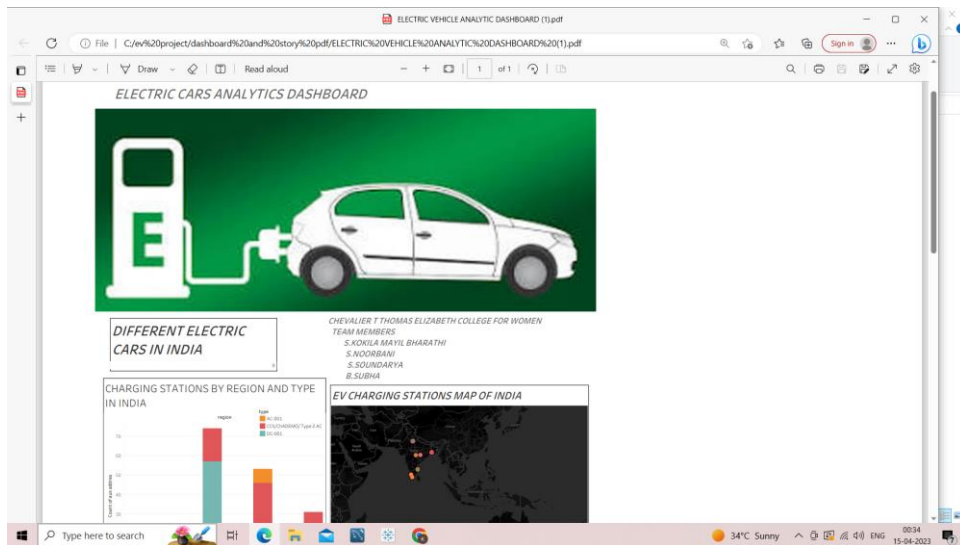 ELECTRIC VEHICLE ANALYTIC DASHBOARD (1).pdf
File | C:/ev%20project/dashboard%20and%20story%20pdf/ELECTRIC%20VEHICLE%20ANALYTIC%20DASHBOARD%20(1).pdf
Sign in
Draw
Read aloud
1 of 1
ELECTRIC CARS ANALYTICS DASHBOARD
E
DIFFERENT ELECTRIC
CARS IN INDIA
CHEVALIER T THOMAS ELIZABETH COLLEGE FOR WOMEN
TEAM MEMBERS
S.KOKILA MAYIL BHARATHI
S.NOORBANI
S.SOUNDARYA
B.SUBHA
CHARGING STATIONS BY REGION AND TYPE
IN INDIA
region
type
EV CHARGING STATIONS MAP OF INDIA
Type here to search
34°C Sunny
ENG
00:34
15-04-2023